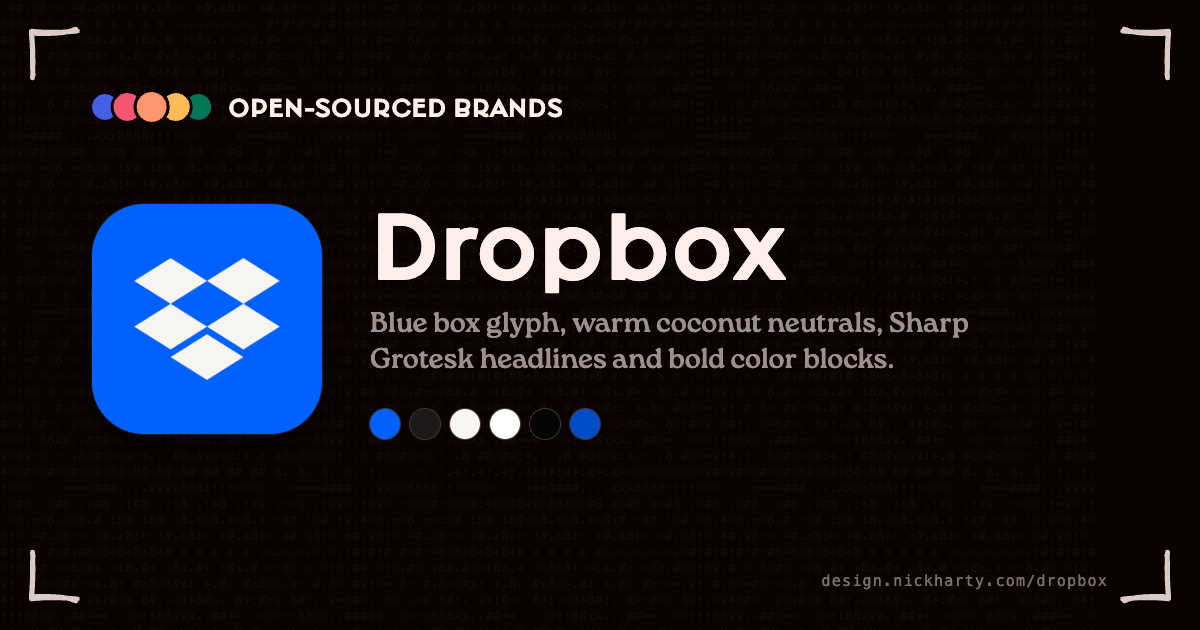 OPEN-SOURCED BRANDS
Dropbox
Blue box glyph, warm coconut neutrals, Sharp
Grotesk headlines and bold color blocks.
design.nickharty.com/dropbox